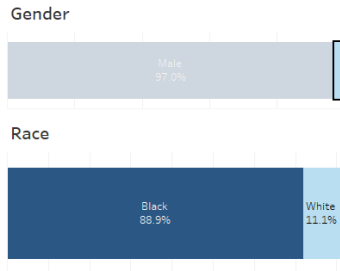 Gender
Male
97.0%
Race
Black
88.9%
White
11.1%